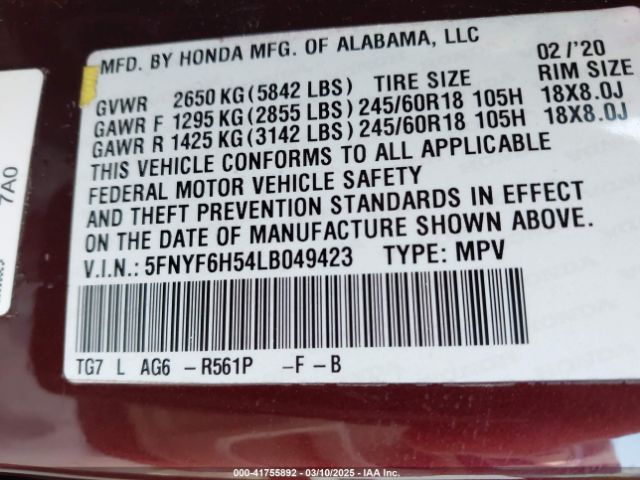 MFD. BY HONDA MFG. OF ALABAMA, LLC 02/'20
GVWR 2650 KG (5842 LBS) TIRE SIZE RIM SIZE
GAWR F 1295 KG (2855 LBS) 245/60R18 105H 18X8.0J
GAWR R 1425 KG (3142 LBS) 245/60R18 105H 18X8.0J
THIS VEHICLE CONFORMS TO ALL APPLICABLE
FEDERAL MOTOR VEHICLE SAFETY
AND THEFT PREVENTION STANDARDS IN EFFECT
ON THE DATE OF MANUFACTURE SHOWN ABOVE.
V.I.N.: 5FNYF6H54LB049423 TYPE: MPV
TG7 L AG6 -R561P -F-B
7A0
000-41755892 - 03/10/2025 - IAA Inc.